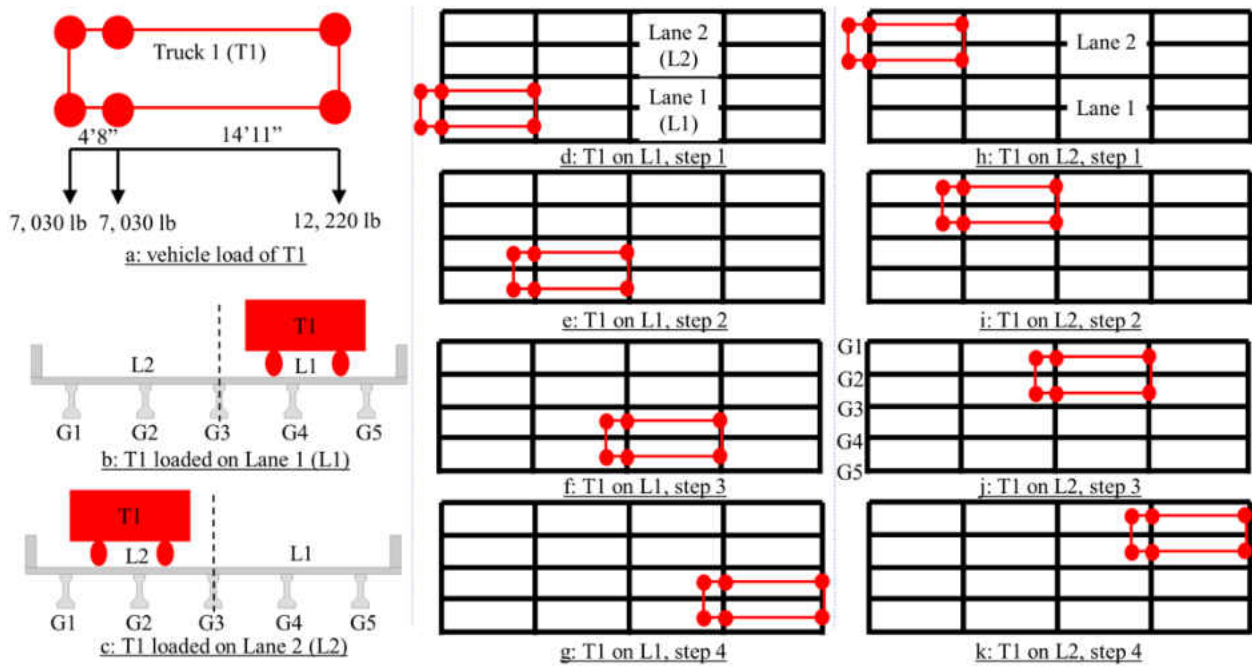 Truck 1 (T1)
4’8”
14’11”
7, 030 lb
7, 030 lb
12, 220 lb
a: vehicle load of T1
T1
L2
L1
G1
G2
G3
G4
G5
b: T1 loaded on Lane 1 (L1)
T1
L2
L1
G1
G2
G3
G4
G5
c: T1 loaded on Lane 2 (L2)
Lane 2
(L2)
Lane 1
(L1)
d: T1 on L1, step 1
e: T1 on L1, step 2
f: T1 on L1, step 3
g: T1 on L1, step 4
Lane 2
Lane 1
h: T1 on L2, step 1
i: T1 on L2, step 2
G1
G2
G3
G4
G5
j: T1 on L2, step 3
k: T1 on L2, step 4